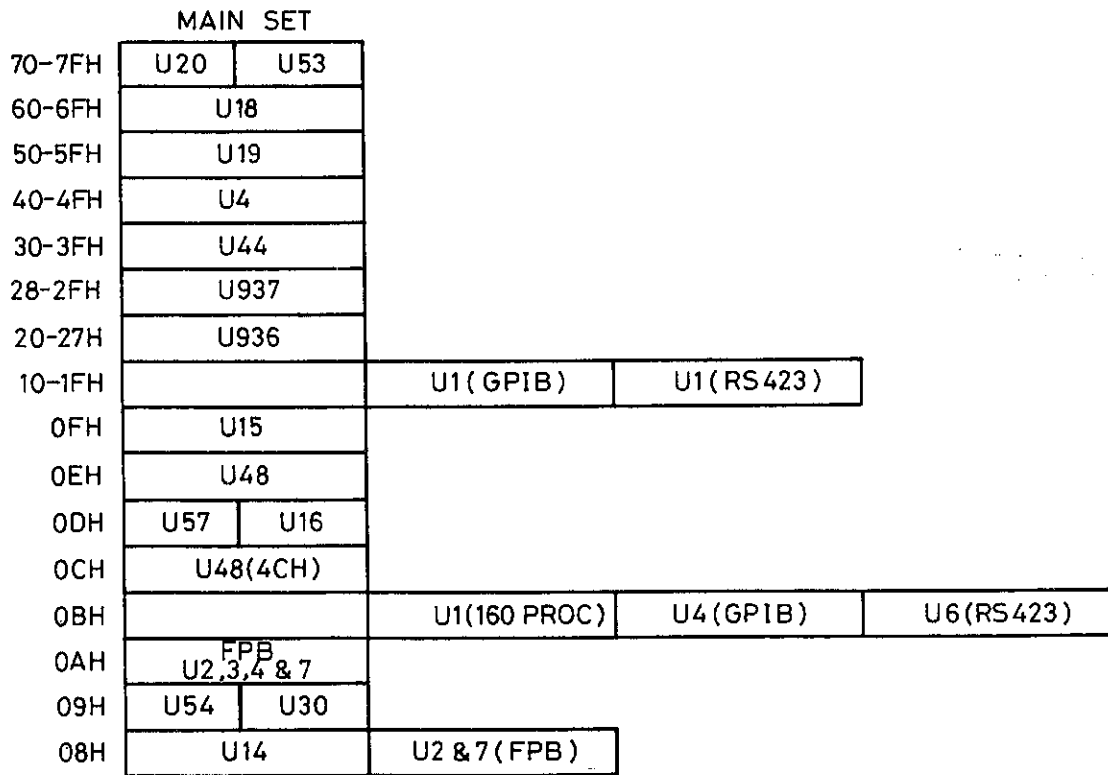 MAIN SET
70-7FH U20 U53
60-6FH U18
50-5FH U19
40-4FH U4
30-3FH U44
28-2FH U937
20-27H U936
10-1FH U1(GPIB) U1(RS423)
0FH U15
0EH U48
0DH U57 U16
0CH U48(4CH)
0BH U1(160 PROC) U4(GPIB) U6(RS423)
0AH FPB
U2,3,4 & 7
09H U54 U30
08H U14 U2 & 7(FPB)